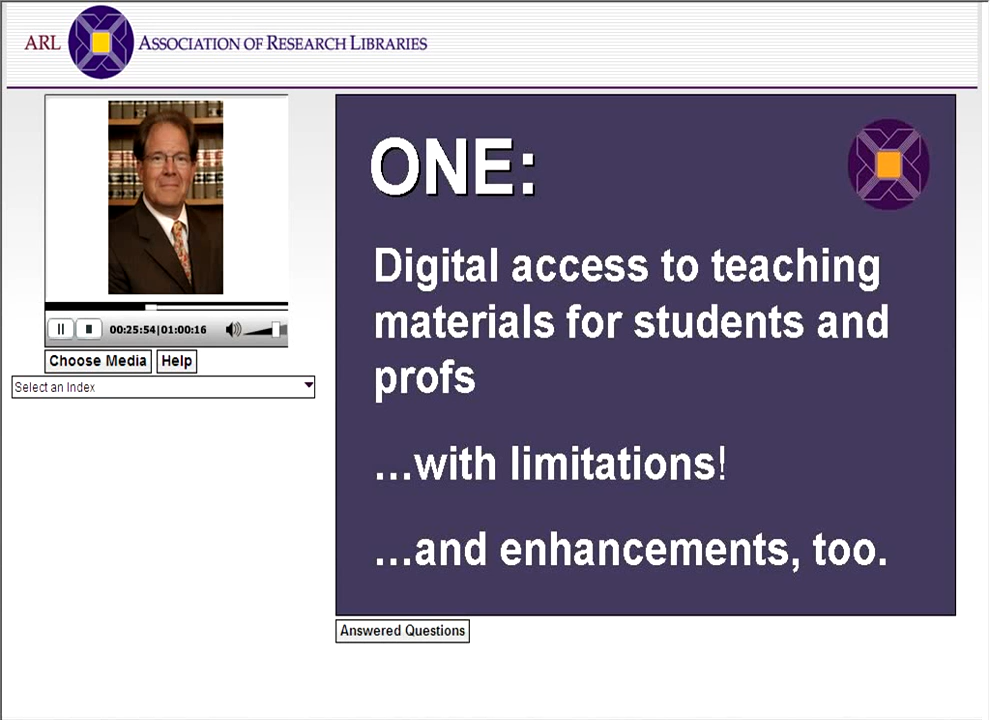 ARL ASSOCIATION OF RESEARCH LIBRARIES
00:25:54|01:00:16
Choose Media Help
Select an Index
ONE:
Digital access to teaching
materials for students and
profs
...with limitations!
...and enhancements, too.
Answered Questions